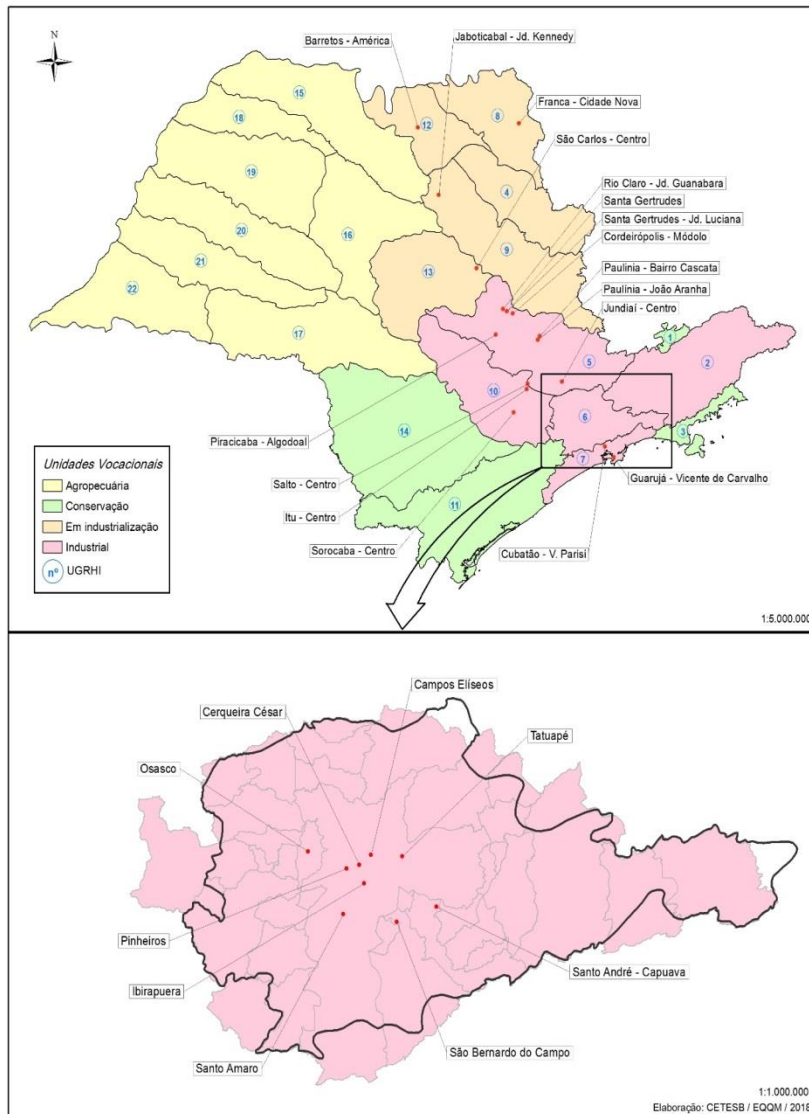 N
Barretos - América
Jaboticabal - Jd. Kennedy
Franca - Cidade Nova
São Carlos - Centro
Rio Claro - Jd. Guanabara
Santa Gertrudes
Santa Gertrudes - Jd. Luciana
Cordeirópolis - Módolo
Paulínia - Bairro Cascata
Paulínia - João Aranha
Jundiaí - Centro
15
18
12
8
19
4
20
16
9
21
13
22
17
1
5
2
10
6
14
3
7
11
Piracicaba - Algodoal
Salto - Centro
Itu - Centro
Sorocaba - Centro
Guarujá - Vicente de Carvalho
Cubatão - V. Parisi
Unidades Vocacionais
Agropecuária
Conservação
Em industrialização
Industrial
nº UGRHI
1:5.000.000
Campos Elíseos
Cerqueira César
Tatuapé
Osasco
Pinheiros
Ibirapuera
Santo André - Capuava
Santo Amaro
São Bernardo do Campo
1:1.000.000
Elaboração: CETESB / EQQM / 2018